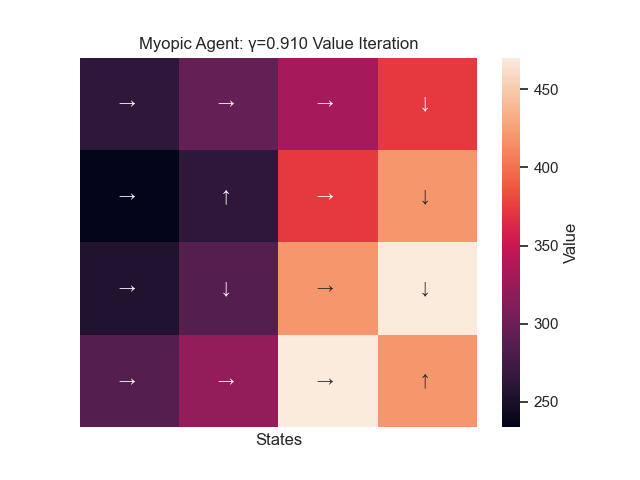 Myopic Agent: γ=0.910 Value Iteration
→ → → ↓
→ ↑ → ↓
→ ↓ → ↓
→ → → ↑
States
450
400
350
300
250
Value